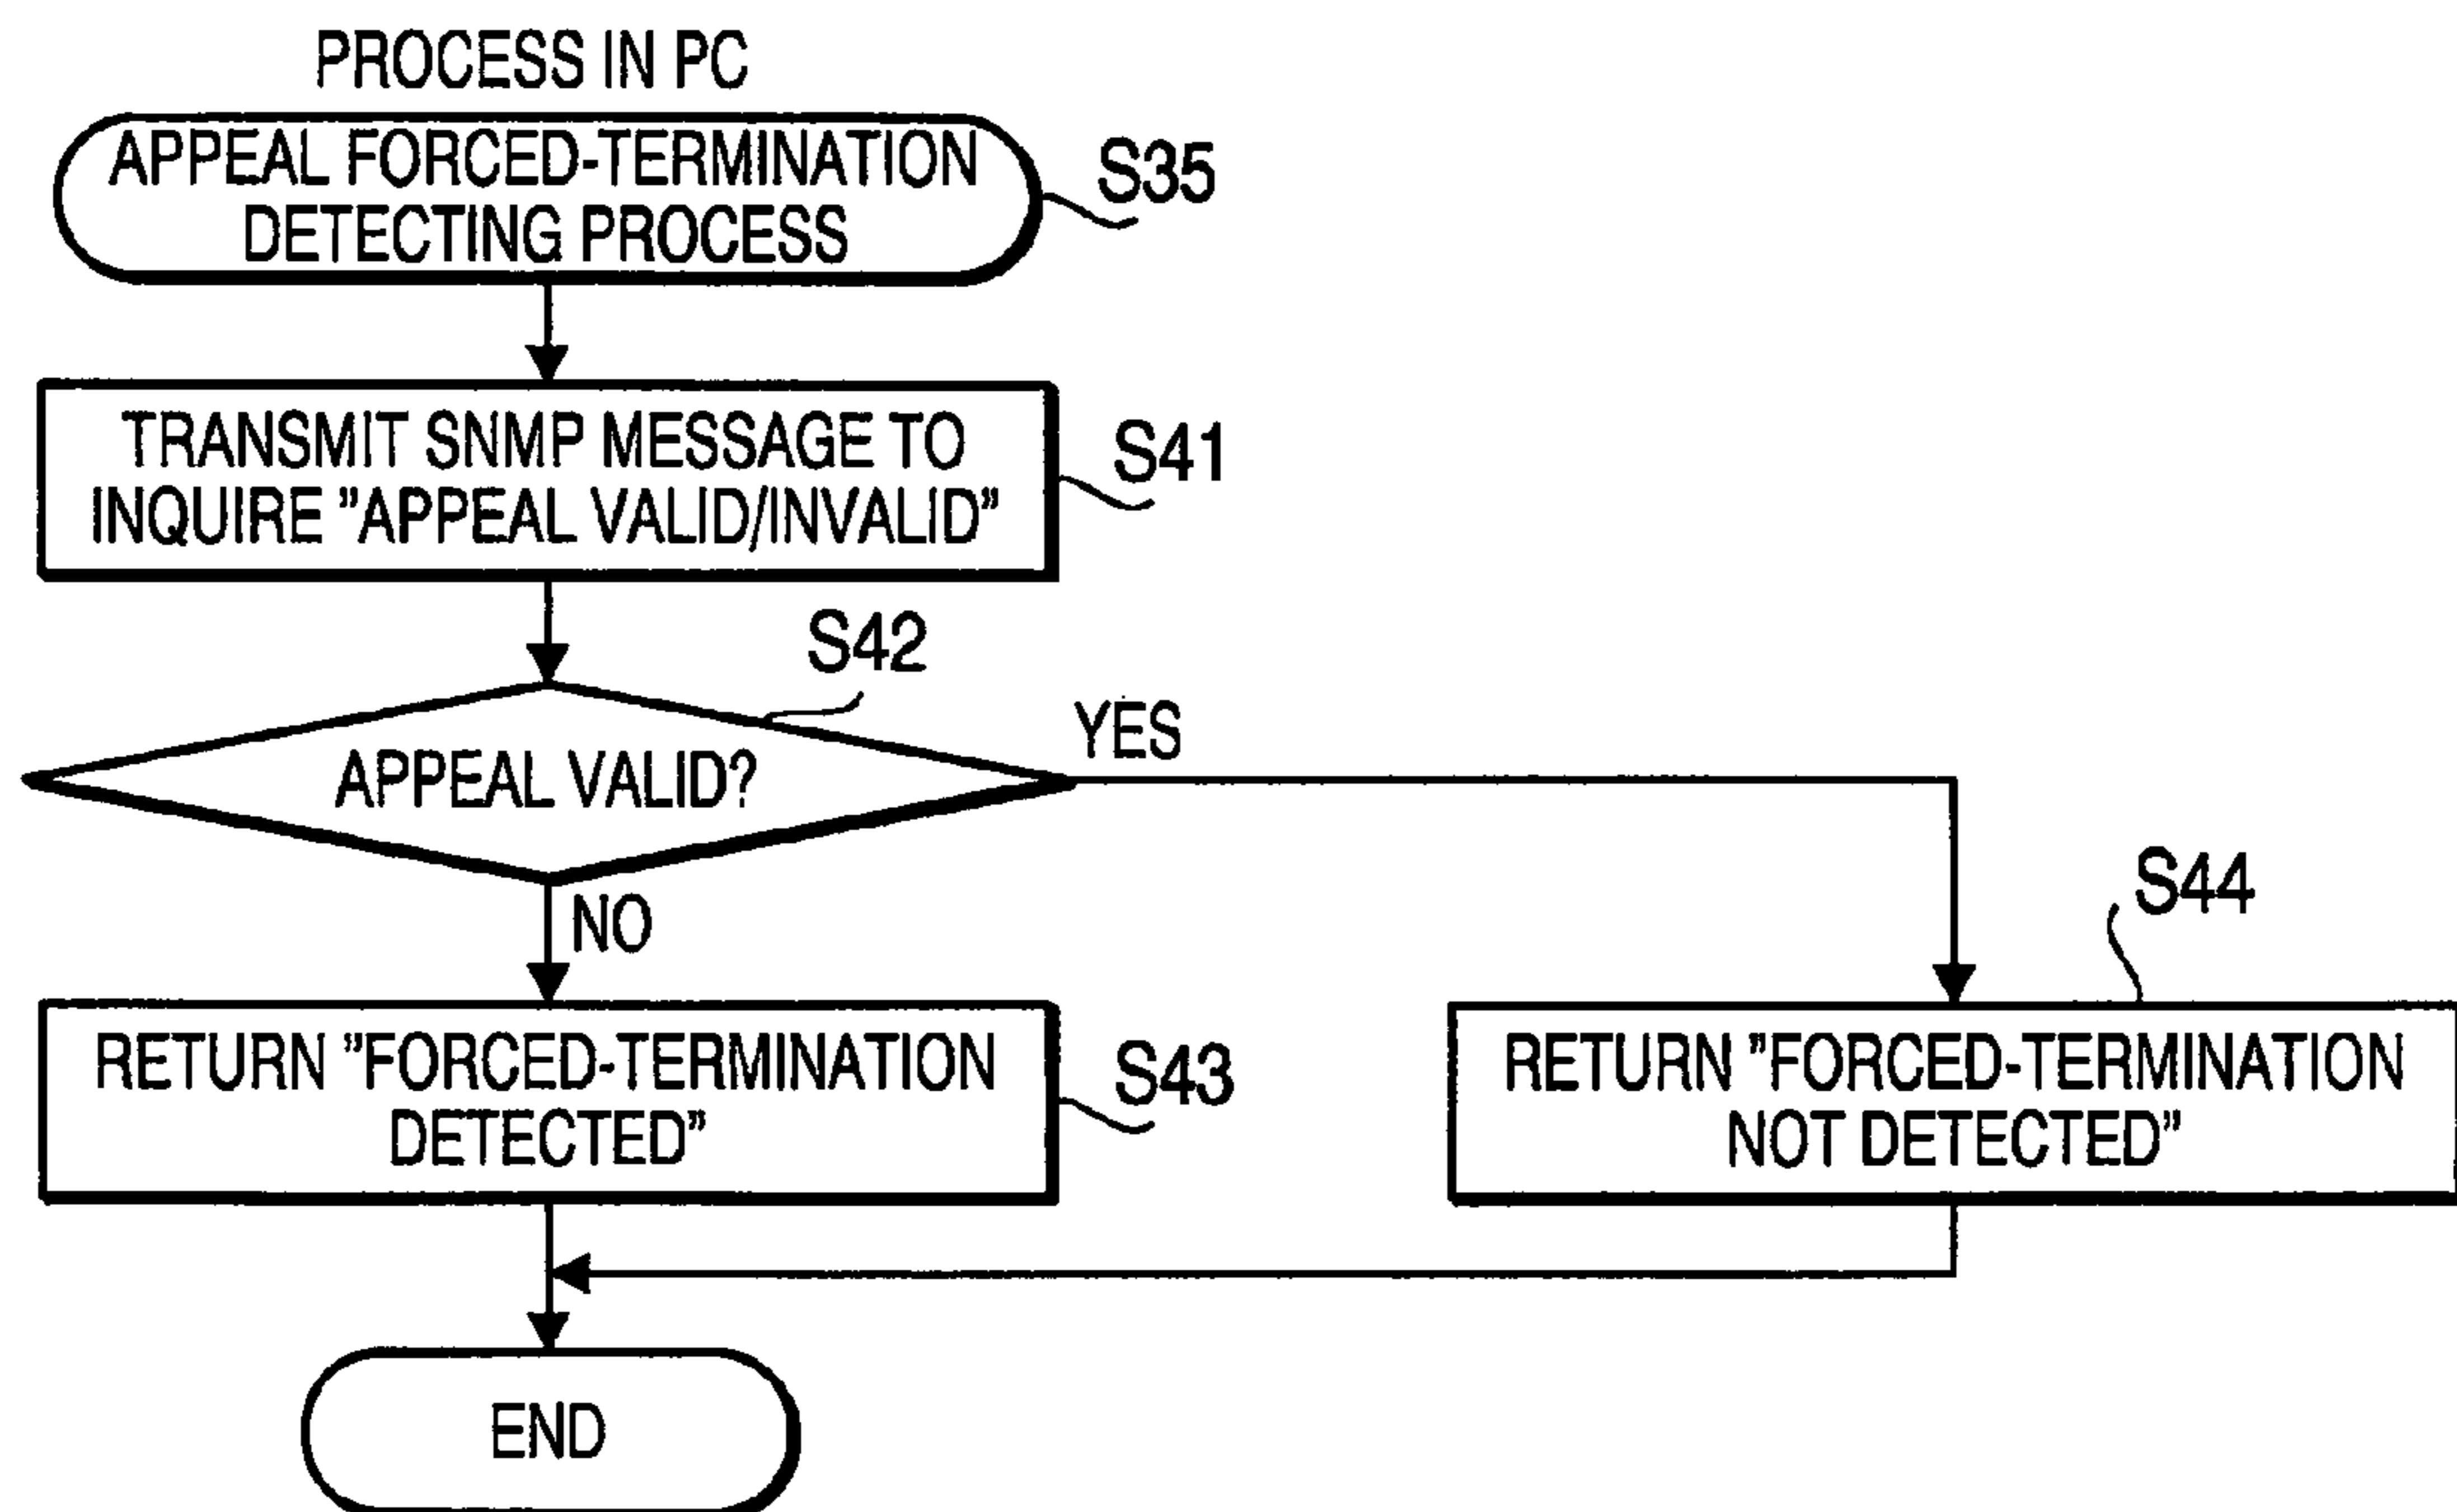 PROCESS IN PC
APPEAL FORCED-TERMINATION
DETECTING PROCESS
S35
TRANSMIT SNMP MESSAGE TO
INQUIRE ”APPEAL VALID/INVALID”
S41
S42
APPEAL VALID?
YES
NO
S44
RETURN ”FORCED-TERMINATION
DETECTED”
S43
RETURN ”FORCED-TERMINATION
NOT DETECTED”
END